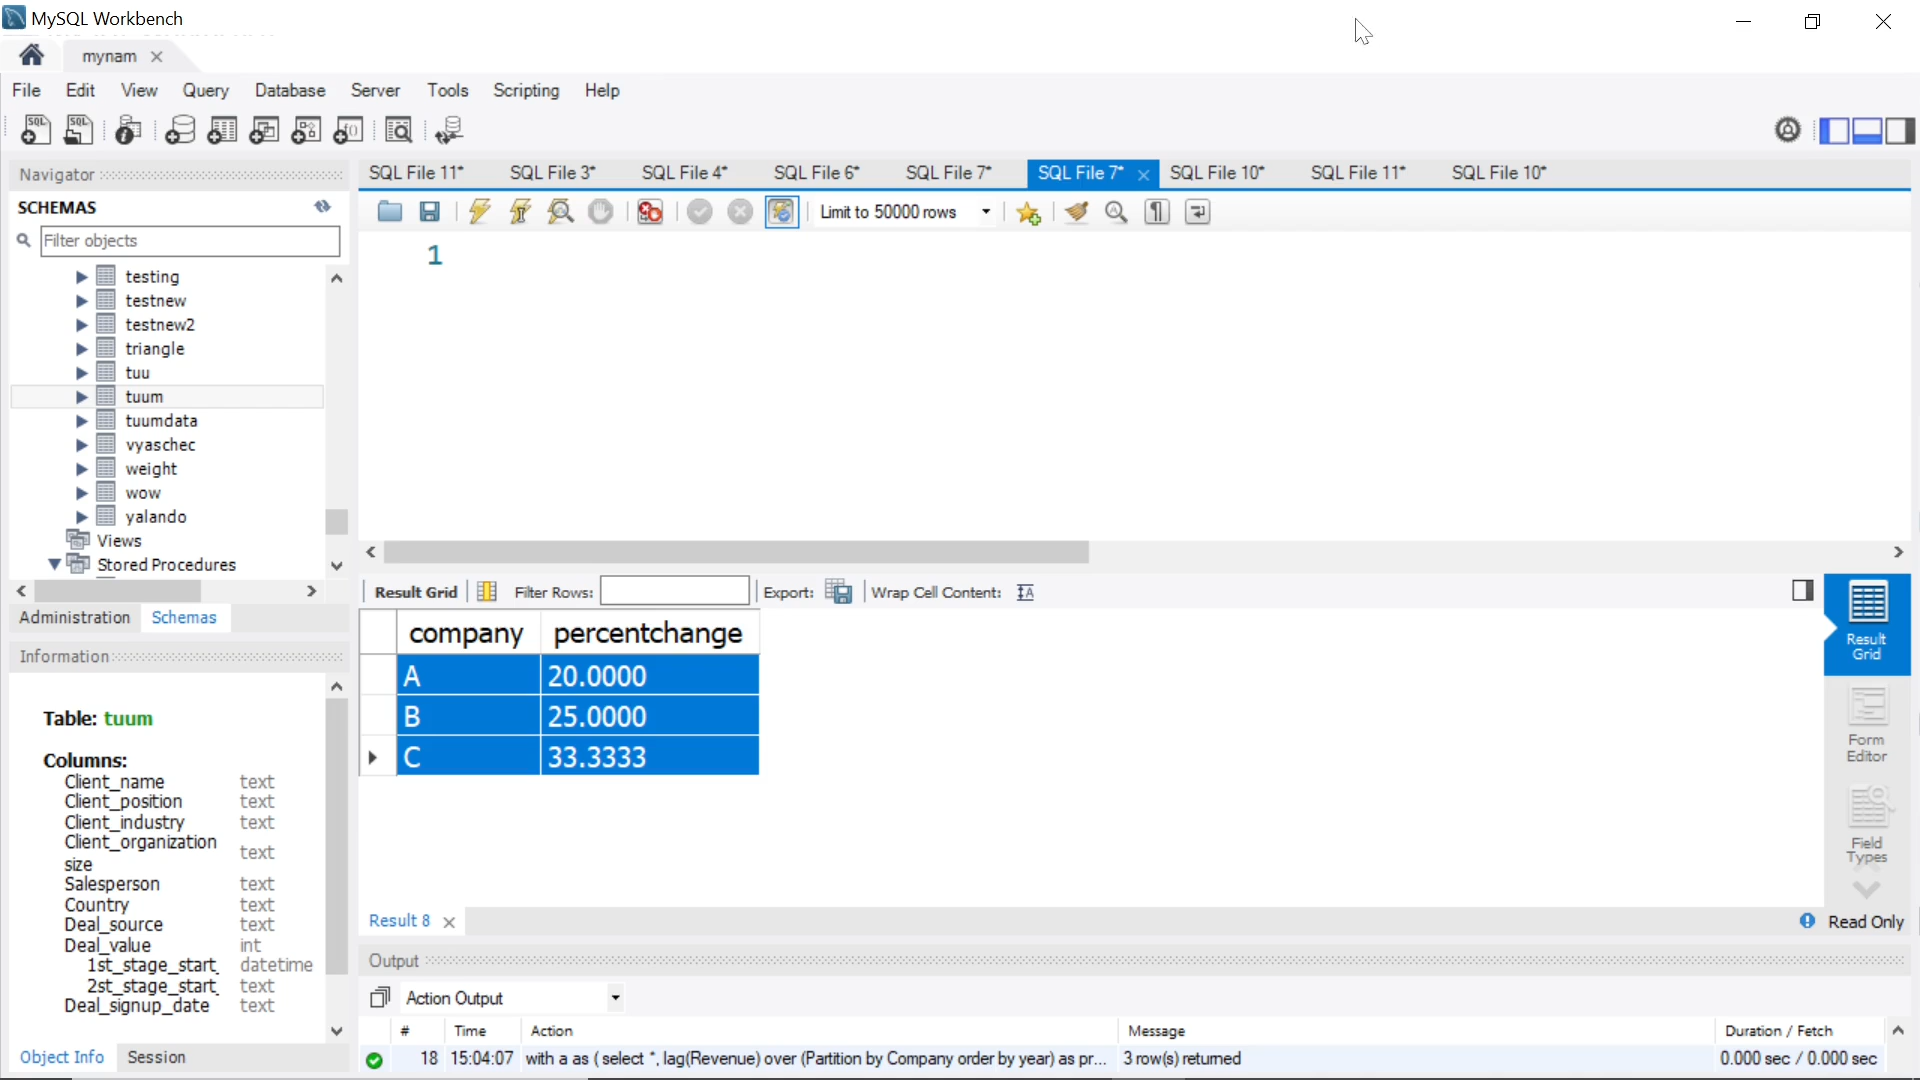 MySQL Workbench
mynam
File Edit View Query Database Server Tools Scripting Help
Navigator
SCHEMAS
Filter objects
testing
testnew
testnew2
triangle
tuu
tuum
tuumdata
vyaschec
weight
wow
yalando
Views
Stored Procedures
Administration Schemas
Information
Table: tuum
Columns:
Client_name text
Client_position text
Client_industry text
Client_organization
size text
Salesperson text
Country text
Deal_source text
Deal_value int
1st_stage_start_ datetime
2st_stage_start_ text
Deal_signup_date text
Object Info Session
SQL File 11* SQL File 3* SQL File 4* SQL File 6* SQL File 7* SQL File 7* SQL File 10* SQL File 11* SQL File 10*
Limit to 50000 rows
1
Result Grid Filter Rows: Export: Wrap Cell Content:
company percentchange
A 20.0000
B 25.0000
C 33.3333
Result
Grid
Form
Editor
Field
Types
Result 8 Read Only
Output
Action Output
# Time Action Message Duration / Fetch
18 15:04:07 with a as ( select *, lag(Revenue) over (Partition by Company order by year) as pr... 3 row(s) returned 0.000 sec / 0.000 sec